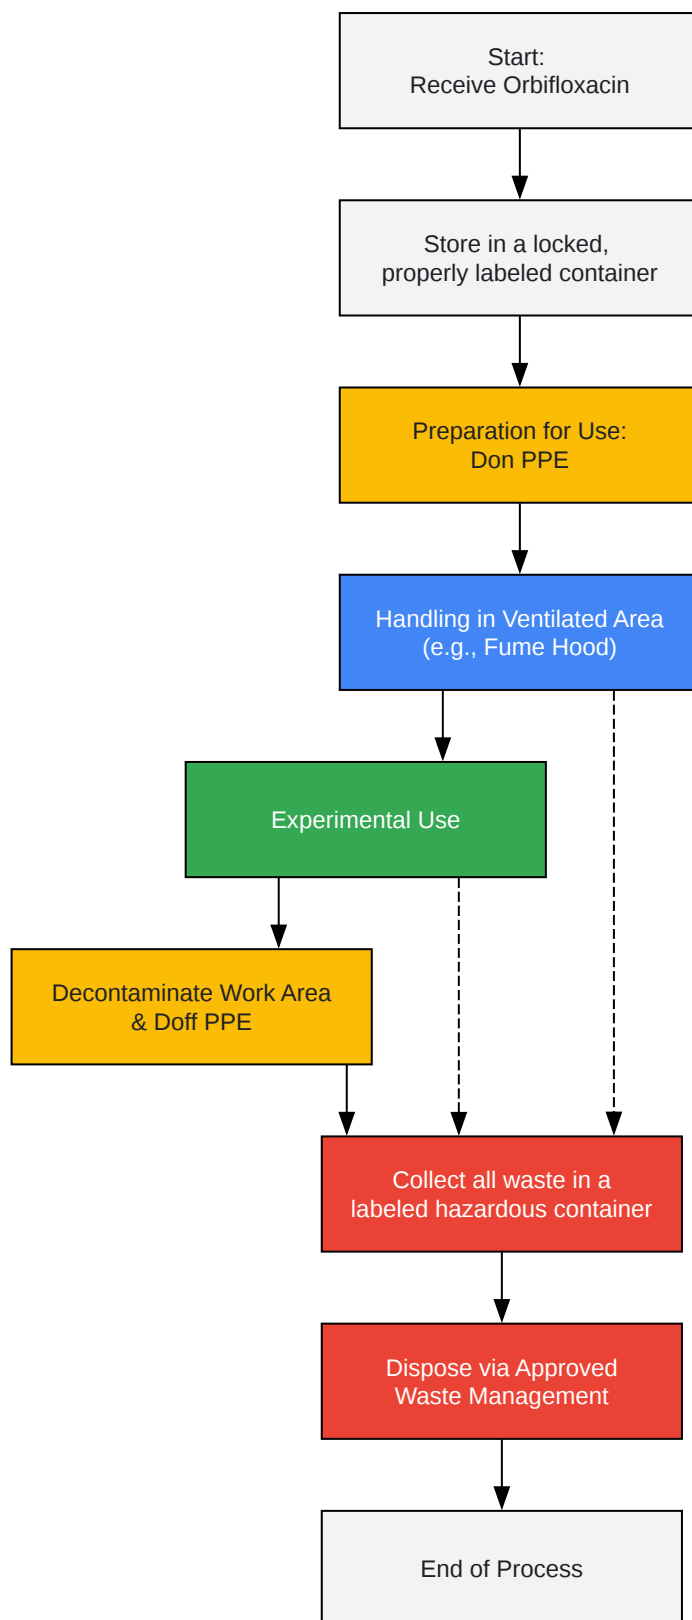 Start:
Receive Orbifloxacin
Store in a locked,
properly labeled container
Preparation for Use:
Don PPE
Handling in Ventilated Area
(e.g., Fume Hood)
Experimental Use
Decontaminate Work Area
& Doff PPE
Collect all waste in a
labeled hazardous container
Dispose via Approved
Waste Management
End of Process